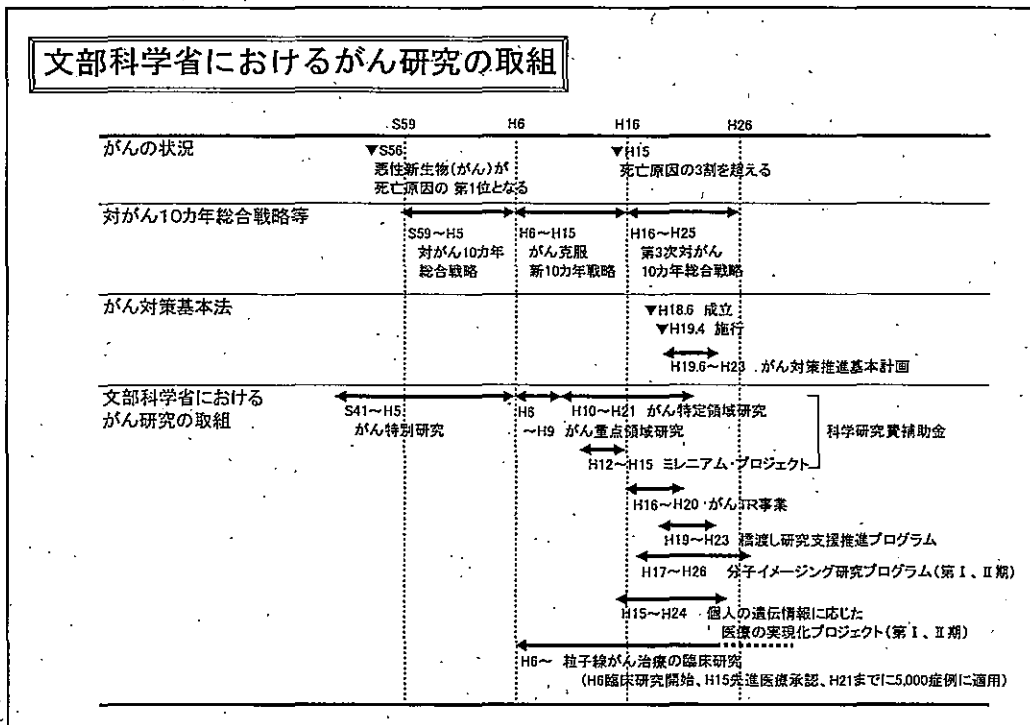 文部科学省におけるがん研究の取組
S59 H6 H16 H26
がんの状況
▼S56
悪性新生物(がん)が
死亡原因の 第1位となる
▼H15
死亡原因の3割を超える
対がん10カ年総合戦略等
S59～H5
対がん10カ年
総合戦略
H6～H15
がん克服
新10カ年戦略
H16～H25
第3次対がん
10カ年総合戦略
がん対策基本法
▼H18.6 成立
▼H19.4 施行
H19.6～H23 がん対策推進基本計画
文部科学省における
がん研究の取組
S41～H5
がん特別研究
H6
～H9 がん重点領域研究
H10～H21 がん特定領域研究
H12～H15 ミレニアム・プロジェクト
科学研究費補助金
H16～H20 がんTR事業
H19～H23 橋渡し研究支援推進プログラム
H17～H26 分子イメージング研究プログラム(第Ⅰ、Ⅱ期)
H15～H24 個人の遺伝情報に応じた
医療の実現化プロジェクト(第Ⅰ、Ⅱ期)
H6～ 粒子線がん治療の臨床研究
(H6臨床研究開始、H15先進医療承認、H21までに5,000症例に適用)